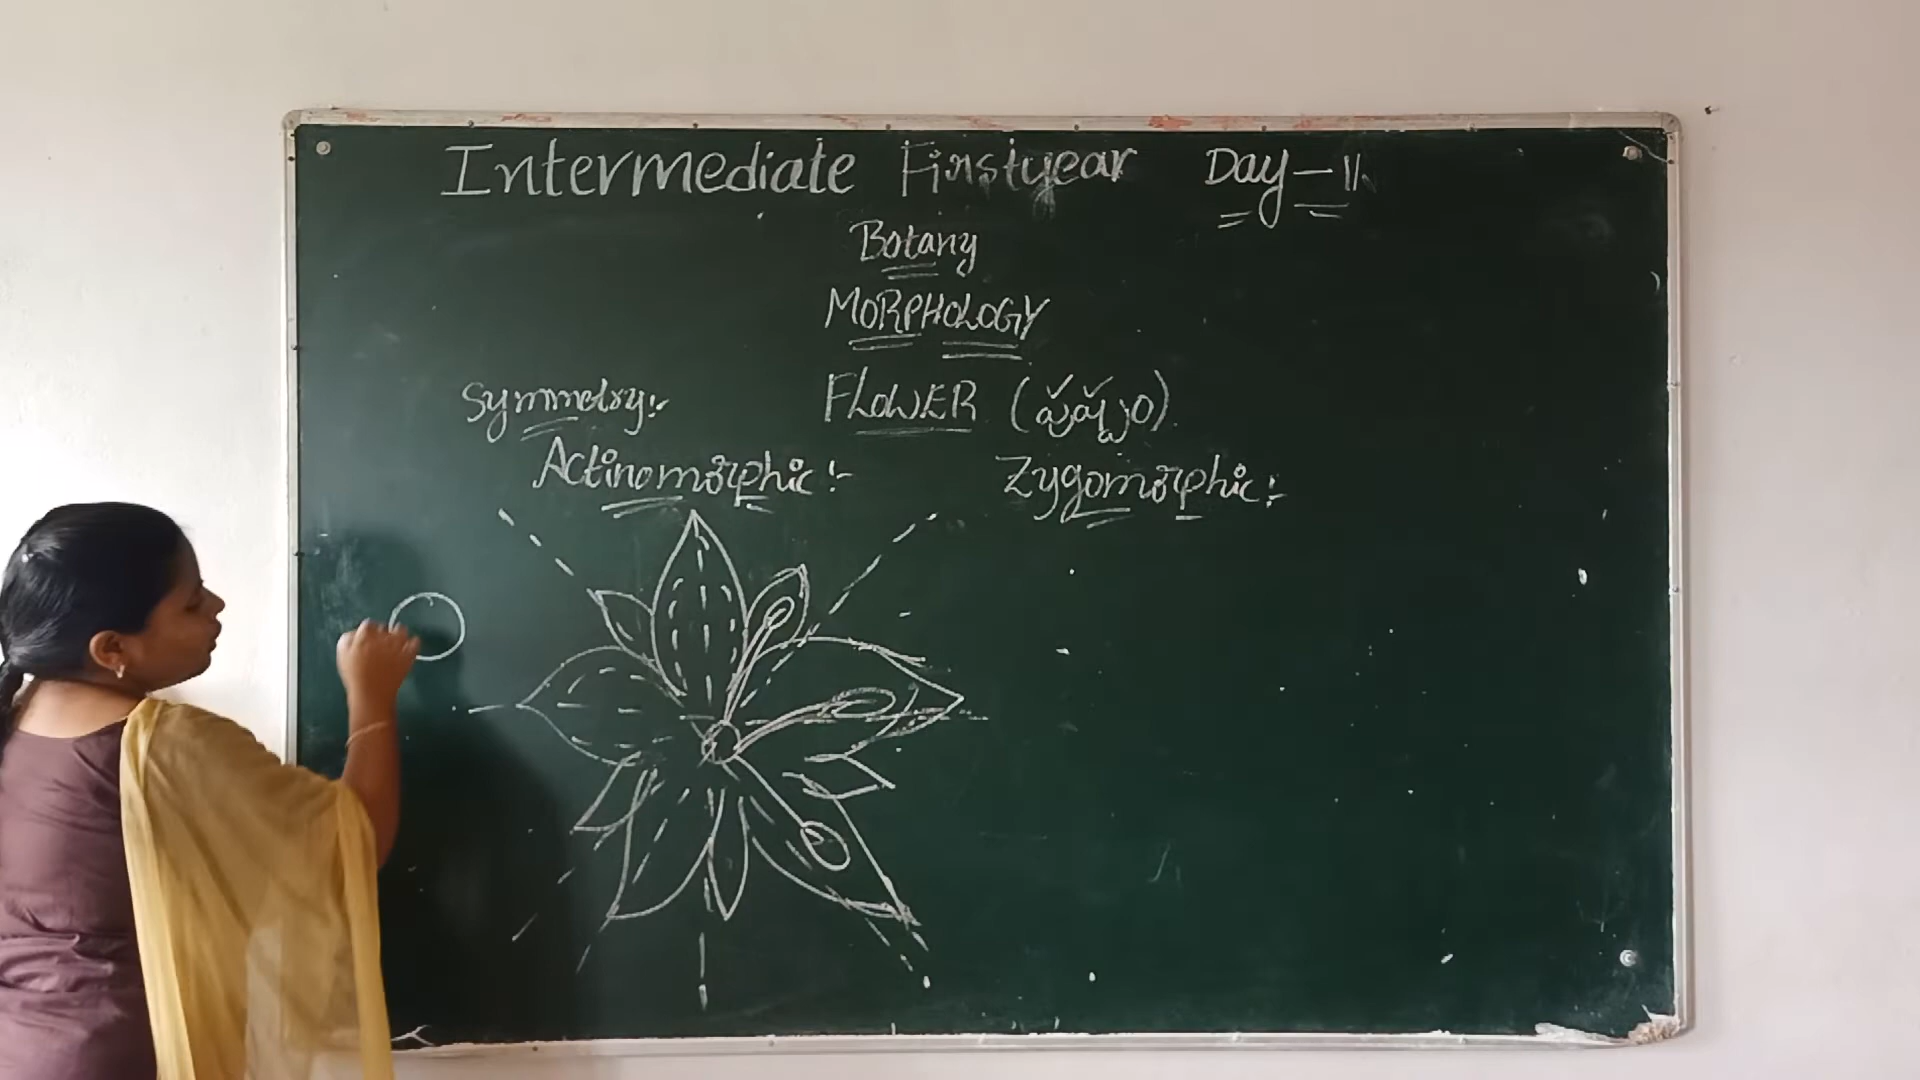 Intermediate Firstyear Day-11
Botany
MORPHOLOGY
Symmetry:- FLOWER (పుష్పం)
Actinomorphic:- Zygomorphic:-